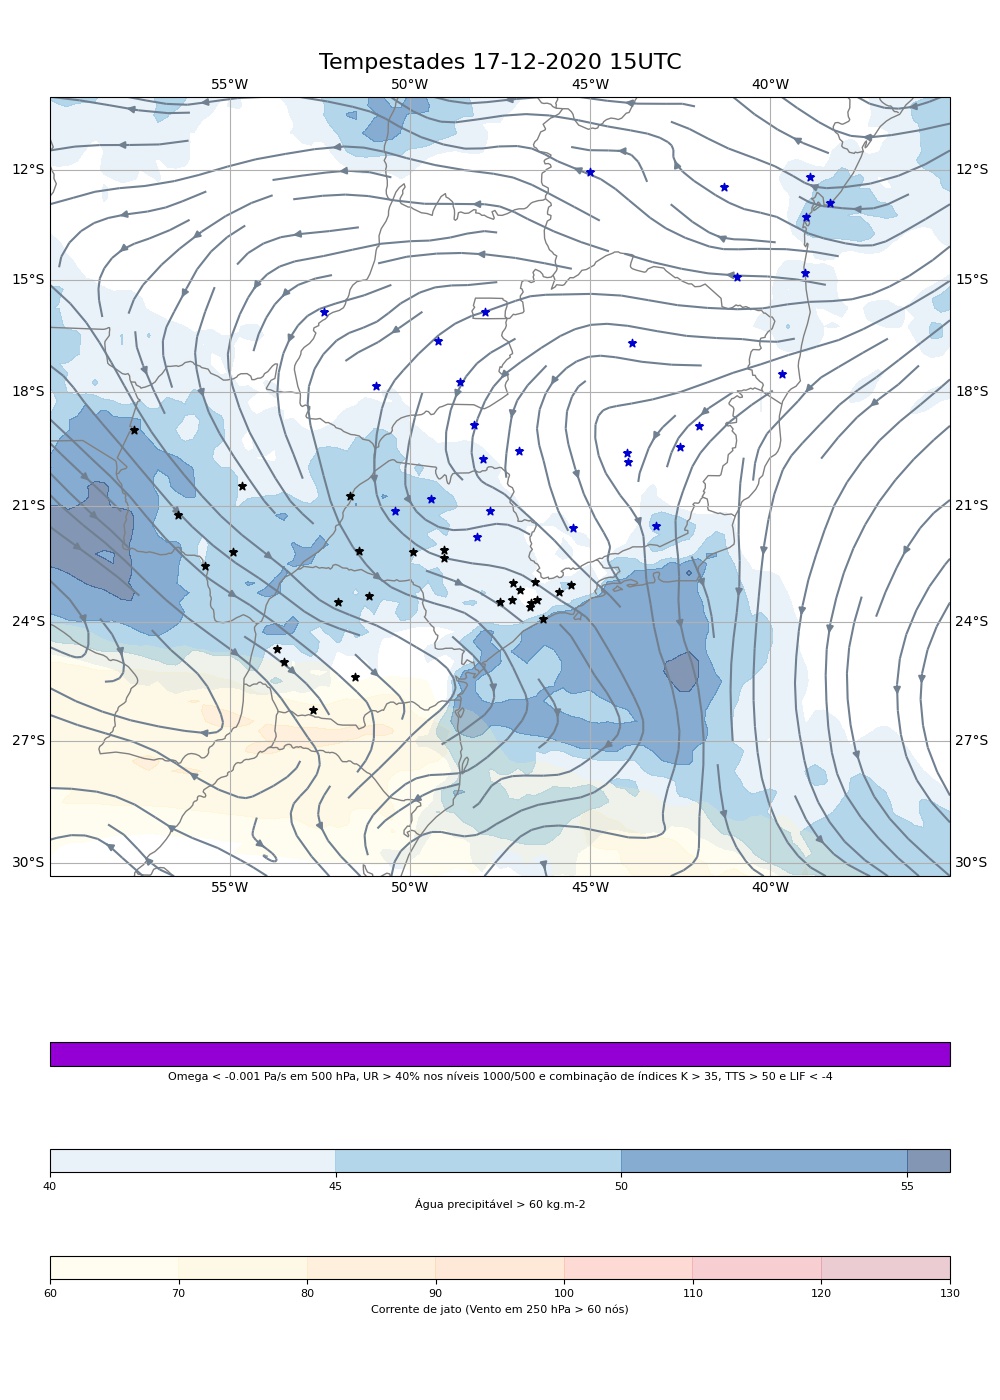 Tempestades 17-12-2020 15UTC
55°W 50°W 45°W 40°W
12°S 12°S
15°S 15°S
18°S 18°S
21°S 21°S
24°S 24°S
27°S 27°S
30°S 30°S
55°W 50°W 45°W 40°W
Omega < -0.001 Pa/s em 500 hPa, UR > 40% nos níveis 1000/500 e combinação de índices K > 35, TTS > 50 e LIF < -4
40 45 50 55
Água precipitável > 60 kg.m-2
60 70 80 90 100 110 120 130
Corrente de jato (Vento em 250 hPa > 60 nós)